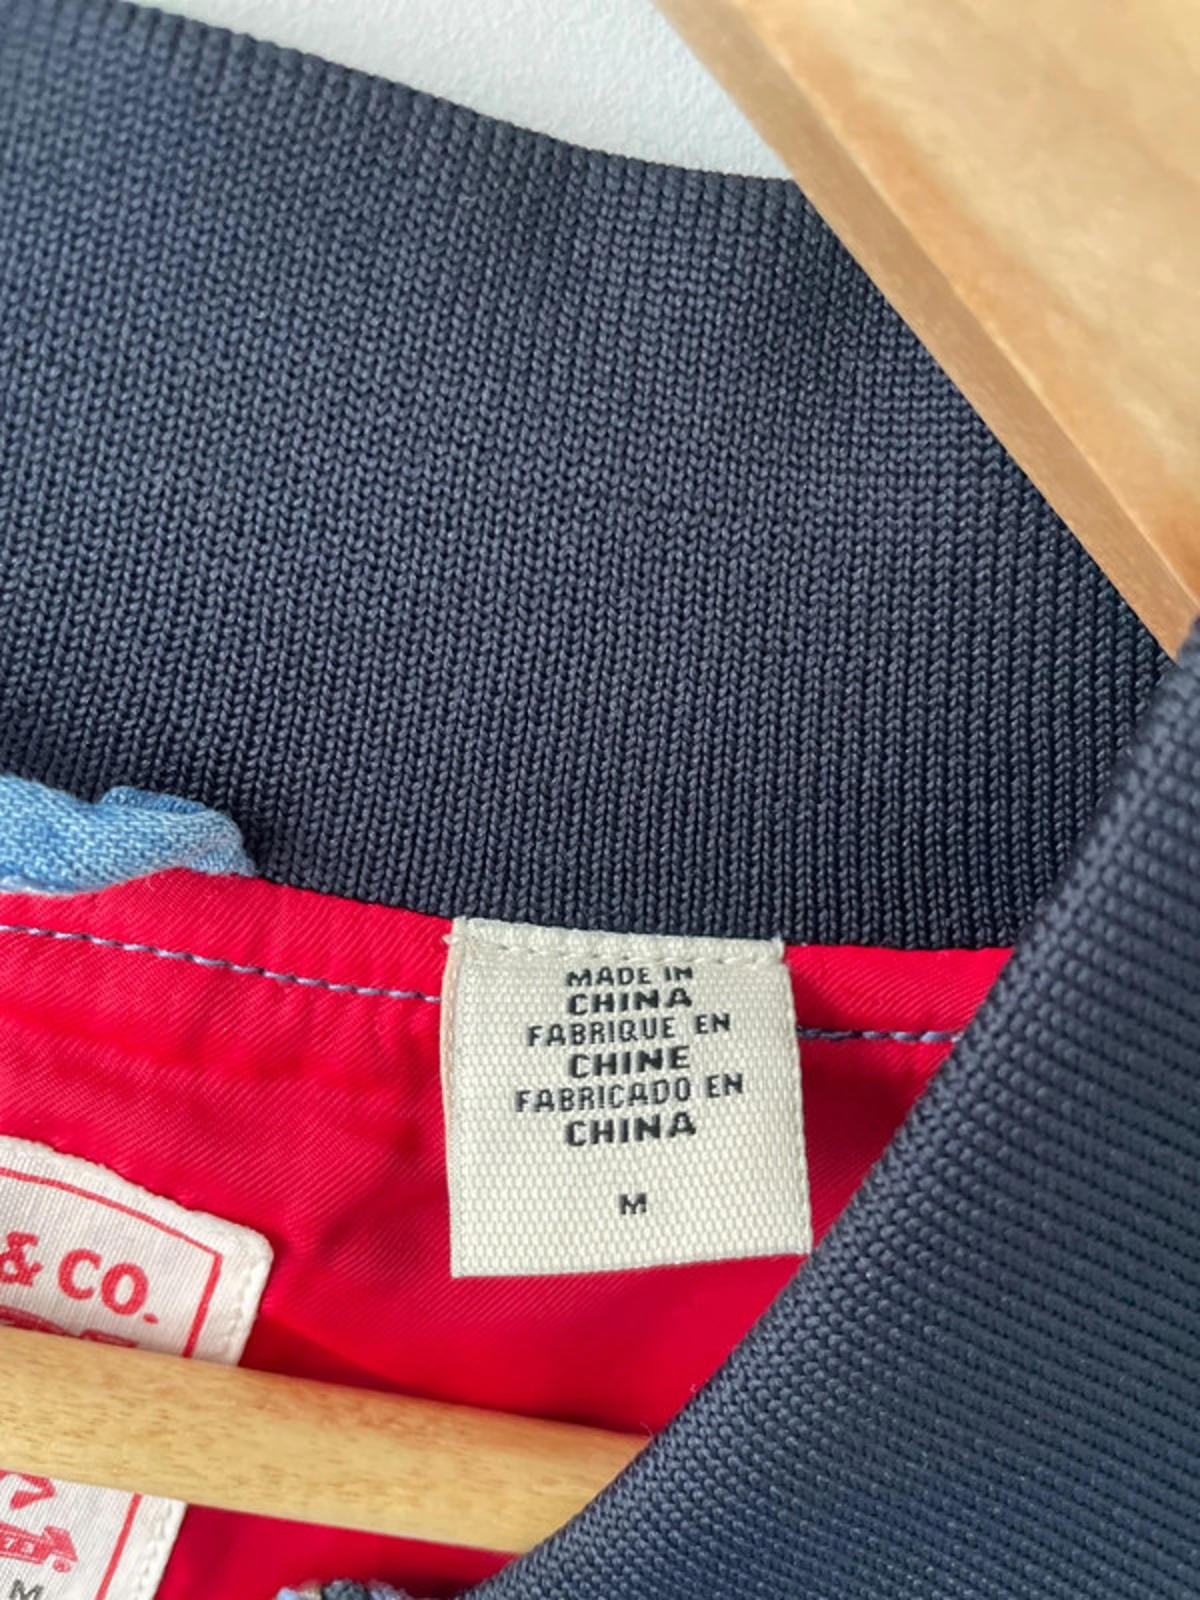 MADE IN
CHINA
FABRIQUE EN
CHINE
FABRICADO EN
CHINA
M
& CO.
M